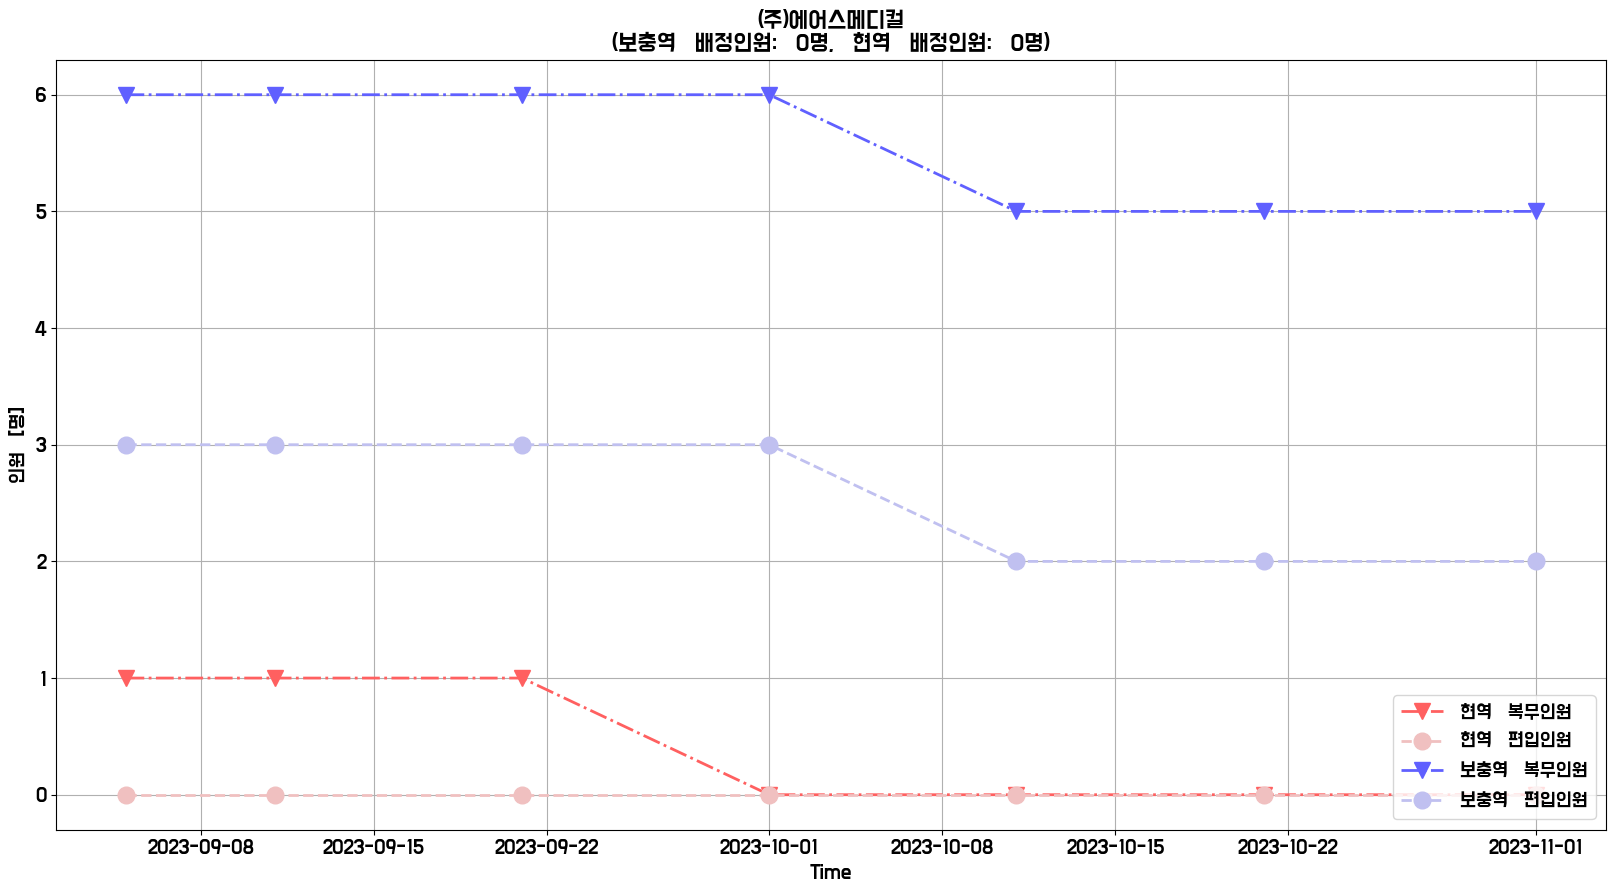 (주)에어스메디컬
(보충역 배정인원: 0명, 현역 배정인원: 0명)
인원 [명]
6
5
4
3
2
1
0
2023-09-08
2023-09-15
2023-09-22
2023-10-01
2023-10-08
2023-10-15
2023-10-22
2023-11-01
Time
현역 복무인원
현역 편입인원
보충역 복무인원
보충역 편입인원